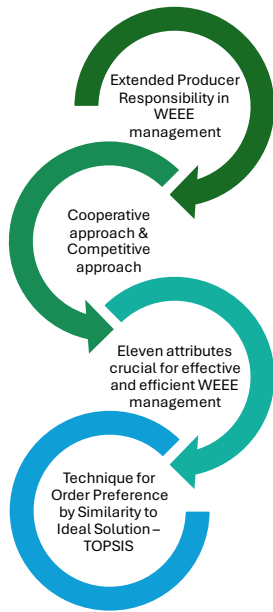 Extended Producer
Responsibility in
WEEE
management
Cooperative
approach &
Competitive
approach
Eleven attributes
crucial for effective
and efficient WEEE
management
Technique for
Order Preference
by Similarity to
Ideal Solution –
TOPSIS